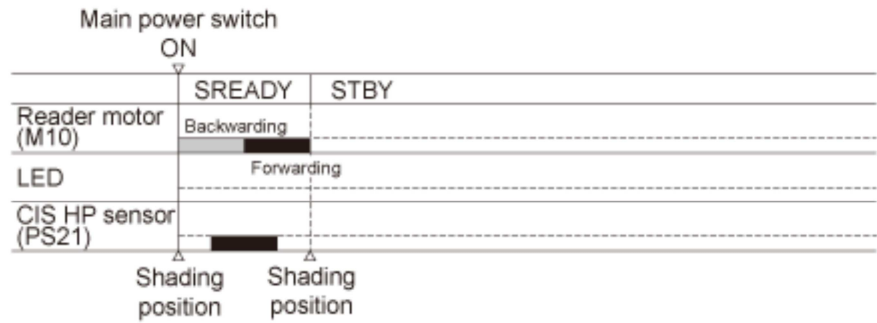 Main power switch
ON
SREADY STBY
Reader motor
(M10)
Backwarding
Forwarding
LED
CIS HP sensor
(PS21)
Shading
position
Shading
position